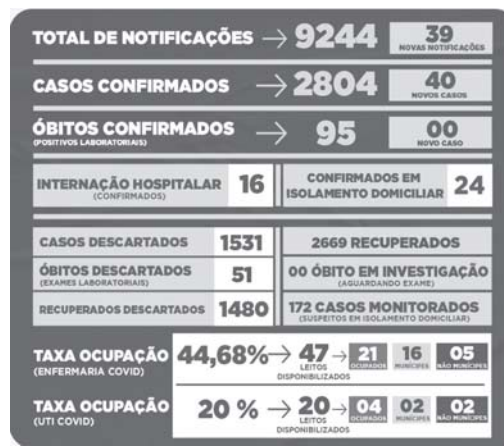 TOTAL DE NOTIFICAÇÕES → 9244 39
NOVAS NOTIFICAÇÕES
CASOS CONFIRMADOS → 2804 40
NOVOS CASOS
ÓBITOS CONFIRMADOS → 95 00
(POSITIVOS LABORATORIAIS) NOVO CASO
INTERNAÇÃO HOSPITALAR 16
(CONFIRMADOS)
CONFIRMADOS EM
ISOLAMENTO DOMICILIAR 24
CASOS DESCARTADOS 1531
2669 RECUPERADOS
ÓBITOS DESCARTADOS 51
(EXAMES LABORATORIAIS)
00 ÓBITO EM INVESTIGAÇÃO
(AGUARDANDO EXAME)
RECUPERADOS DESCARTADOS 1480
172 CASOS MONITORADOS
(SUSPEITOS EM ISOLAMENTO DOMICILIAR)
TAXA OCUPAÇÃO 44,68% → 47 → 21 16 05
(ENFERMARIA COVID) LEITOS OCUPADOS MUNÍCIPES NÃO MUNÍCIPES
DISPONIBILIZADOS
TAXA OCUPAÇÃO 20 % → 20 → 04 02 02
(UTI COVID) LEITOS OCUPADOS MUNÍCIPES NÃO MUNÍCIPES
DISPONIBILIZADOS